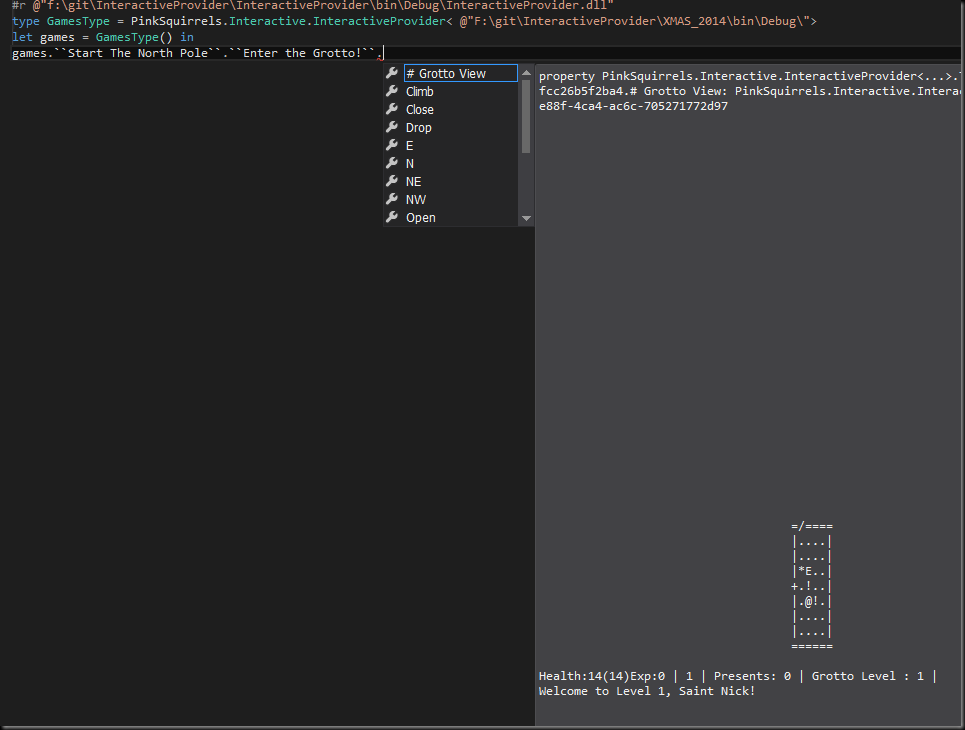 #r @"f:\git\InteractiveProvider\InteractiveProvider\bin\Debug\InteractiveProvider.dll"
type GamesType = PinkSquirrels.Interactive.InteractiveProvider< @"F:\git\InteractiveProvider\XMAS_2014\bin\Debug\">
let games = GamesType() in
games.``Start The North Pole``.``Enter the Grotto!``.
# Grotto View
Climb
Close
Drop
E
N
NE
NW
Open
property PinkSquirrels.Interactive.InteractiveProvider<...>.
fcc26b5f2ba4.# Grotto View: PinkSquirrels.Interactive.Intera
e88f-4ca4-ac6c-705271772d97
=/====
|....|
|....|
|*E..|
+.!..|
|.@!.|
|....|
|....|
======
Health:14(14)Exp:0 | 1 | Presents: 0 | Grotto Level : 1 |
Welcome to Level 1, Saint Nick!